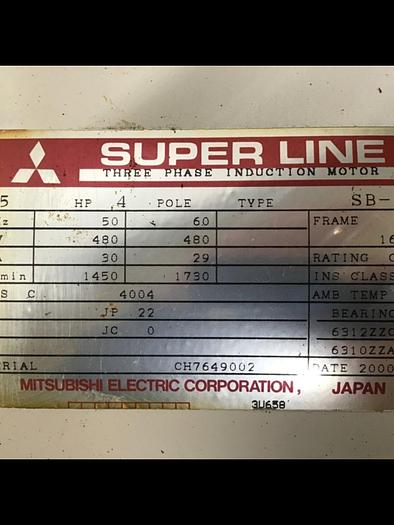 SUPER LINE
THREE PHASE INDUCTION MOTOR
5 HP 4 POLE TYPE SB-
z 50 60 FRAME
V 480 480 16
A 30 29 RATING C
min 1450 1730 INS CLASS
S C 4004 AMB TEMP
JP 22 BEARING
JC 0 6312ZZC
6310ZZA
ERIAL CH7649002 DATE 2000
MITSUBISHI ELECTRIC CORPORATION, JAPAN
3U658